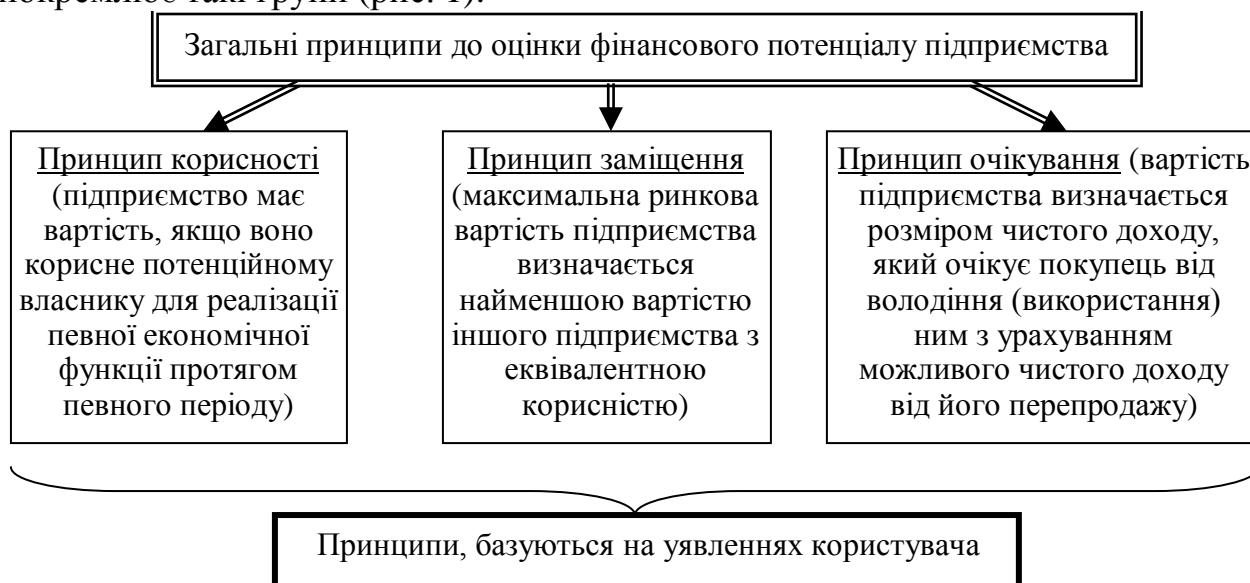 такі групи (рис. 1).
Загальні принципи до оцінки фінансового потенціалу підприємства
Принцип корисності
(підприємство має
вартість, якщо воно
корисне потенційному
власнику для реалізації
певної економічної
функції протягом
певного періоду)
Принцип заміщення
(максимальна ринкова
вартість підприємства
визначається
найменшою вартістю
іншого підприємства з
еквівалентною
корисністю)
Принцип очікування (вартість
підприємства визначається
розміром чистого доходу,
який очікує покупець від
володіння (використання)
ним з урахуванням
можливого чистого доходу
від його перепродажу)
Принципи, базуються на уявленнях користувача